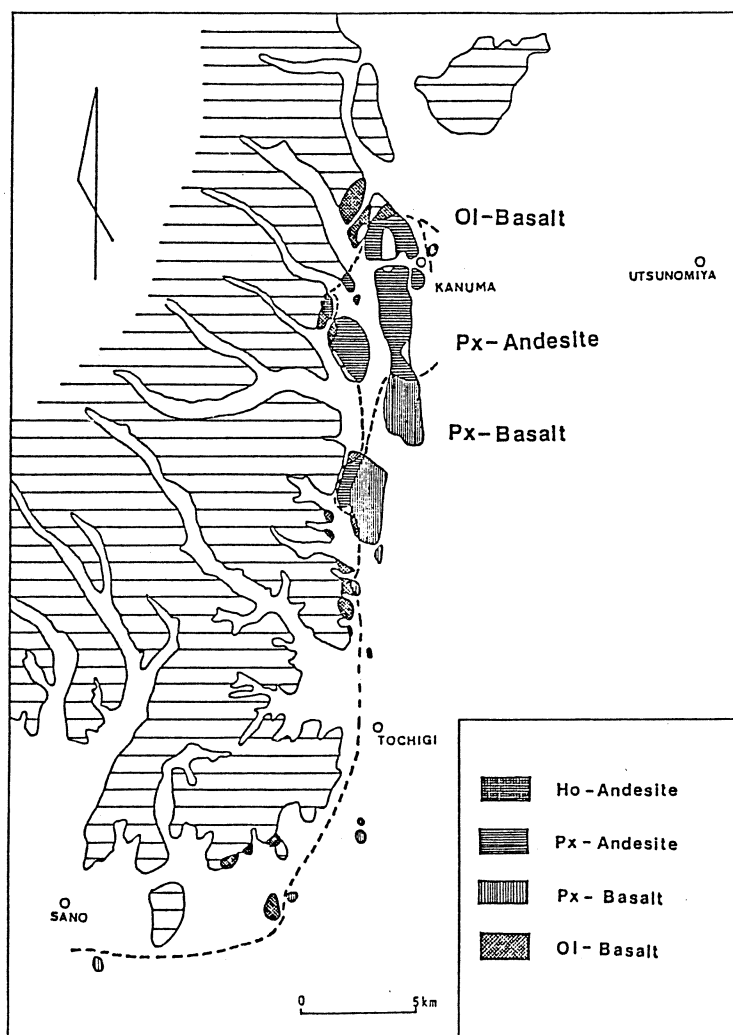 Ol-Basalt
UTSUNOMIYA
KANUMA
Px-Andesite
Px-Basalt
TOCHIGI
SANO
0 5km
Ho-Andesite
Px-Andesite
Px- Basalt
Ol-Basalt